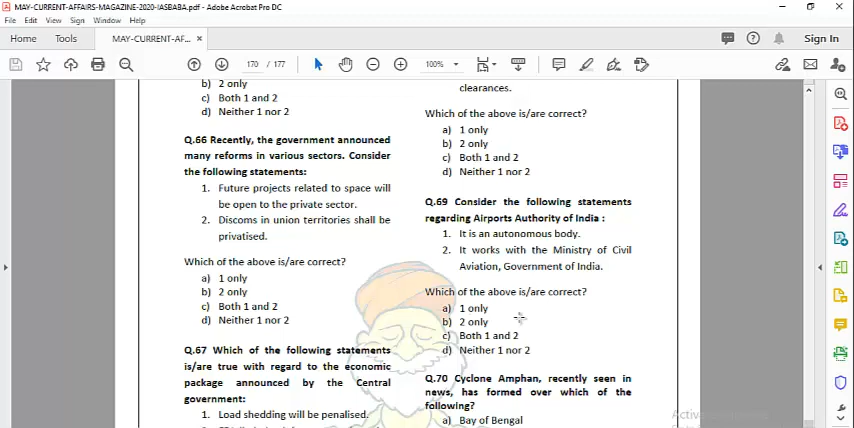 MAY-CURRENT-AFFAIRS-MAGAZINE-2020-IASBABA.pdf - Adobe Acrobat Pro DC
File Edit View Sign Window Help
Home Tools MAY-CURRENT-AF... × Sign In
170 / 177 100%
b) 2 only
c) Both 1 and 2
d) Neither 1 nor 2
Q.66 Recently, the government announced
many reforms in various sectors. Consider
the following statements:
1. Future projects related to space will
be open to the private sector.
2. Discoms in union territories shall be
privatised.
Which of the above is/are correct?
a) 1 only
b) 2 only
c) Both 1 and 2
d) Neither 1 nor 2
Q.67 Which of the following statements
is/are true with regard to the economic
package announced by the Central
government:
1. Load shedding will be penalised.
clearances.
Which of the above is/are correct?
a) 1 only
b) 2 only
c) Both 1 and 2
d) Neither 1 nor 2
Q.69 Consider the following statements
regarding Airports Authority of India :
1. It is an autonomous body.
2. It works with the Ministry of Civil
Aviation, Government of India.
Which of the above is/are correct?
a) 1 only
b) 2 only
c) Both 1 and 2
d) Neither 1 nor 2
Q.70 Cyclone Amphan, recently seen in
news, has formed over which of the
following?
a) Bay of Bengal